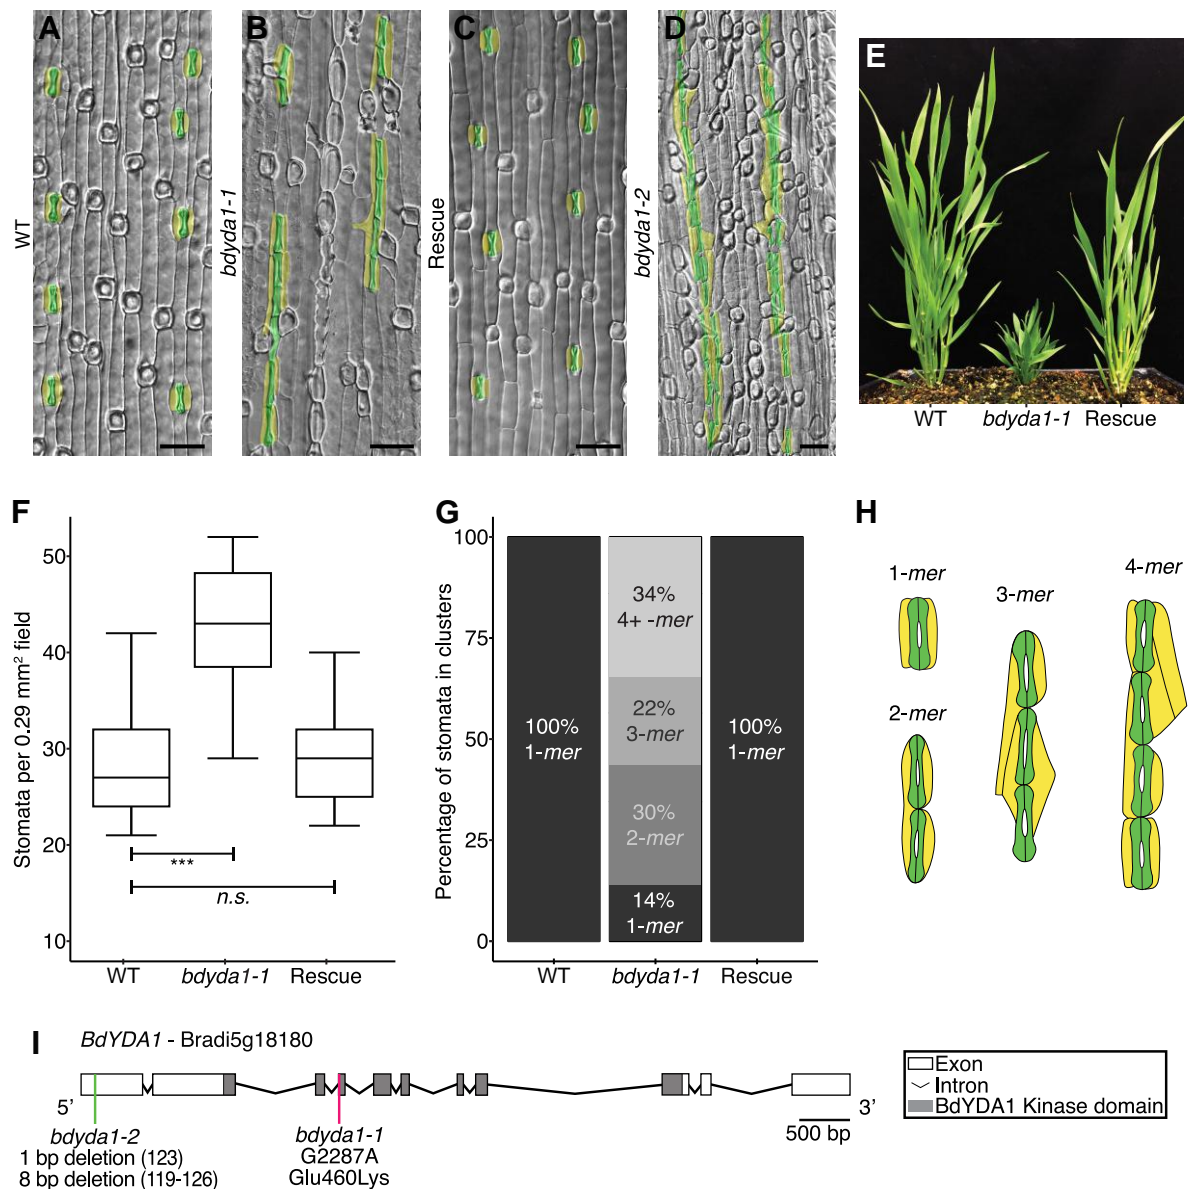 A
B
C
D
E
WT
bdyda1-1
Rescue
bdyda1-2
WT
bdyda1-1
Rescue
F
Stomata per 0.29 mm² field
50
40
30
20
10
***
n.s.
WT
bdyda1-1
Rescue
G
Percentage of stomata in clusters
100
75
50
25
0
100%
1-mer
34%
4+ -mer
22%
3-mer
30%
2-mer
14%
1-mer
100%
1-mer
WT
bdyda1-1
Rescue
H
1-mer
2-mer
3-mer
4-mer
I
BdYDA1 - Bradi5g18180
5’
3’
bdyda1-2
1 bp deletion (123)
8 bp deletion (119-126)
bdyda1-1
G2287A
Glu460Lys
500 bp
Exon
Intron
BdYDA1 Kinase domain